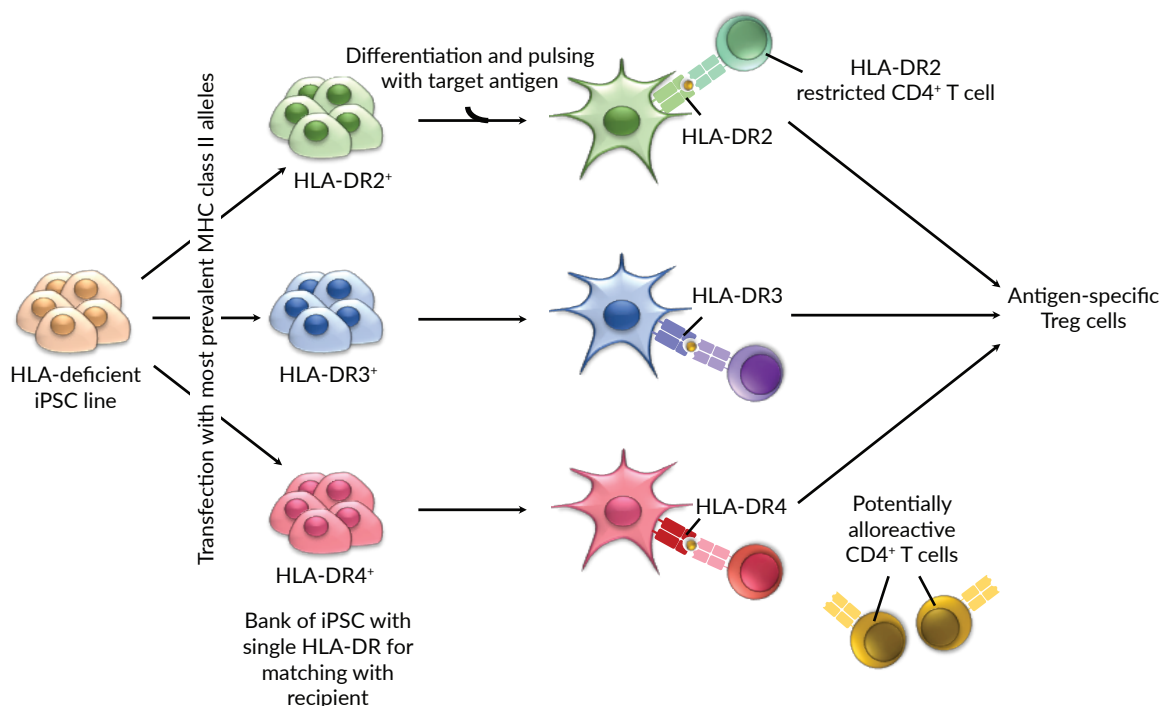 Differentiation and pulsing
with target antigen
HLA-DR2
restricted CD4⁺ T cell
HLA-DR2
HLA-DR2⁺
Transfection with most prevalent MHC class II alleles
HLA-deficient
iPSC line
HLA-DR3⁺
HLA-DR3
Antigen-specific
Treg cells
HLA-DR4⁺
HLA-DR4
Potentially
alloreactive
CD4⁺ T cells
Bank of iPSC with
single HLA-DR for
matching with
recipient